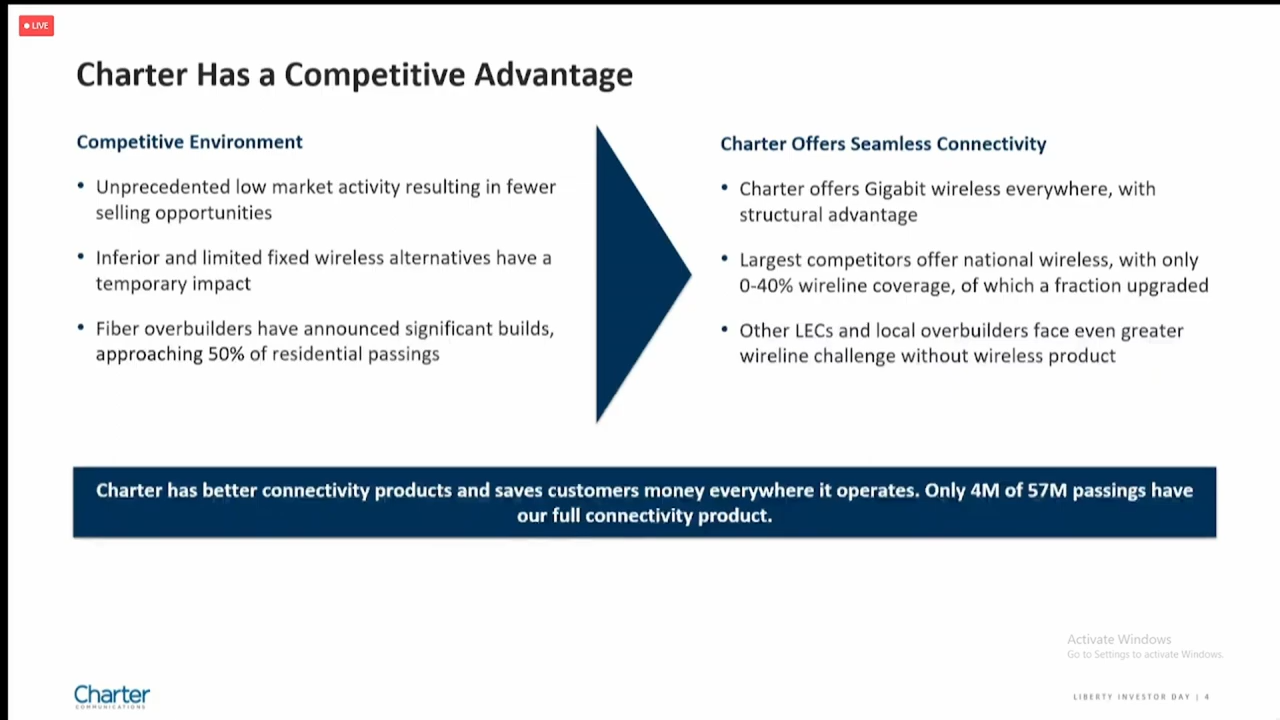 LIVE
Charter Has a Competitive Advantage
Competitive Environment
• Unprecedented low market activity resulting in fewer
selling opportunities
• Inferior and limited fixed wireless alternatives have a
temporary impact
• Fiber overbuilders have announced significant builds,
approaching 50% of residential passings
Charter Offers Seamless Connectivity
• Charter offers Gigabit wireless everywhere, with
structural advantage
• Largest competitors offer national wireless, with only
0-40% wireline coverage, of which a fraction upgraded
• Other LECs and local overbuilders face even greater
wireline challenge without wireless product
Charter has better connectivity products and saves customers money everywhere it operates. Only 4M of 57M passings have
our full connectivity product.
Activate Windows
Go to Settings to activate Windows.
Charter
COMMUNICATIONS
LIBERTY INVESTOR DAY | 4